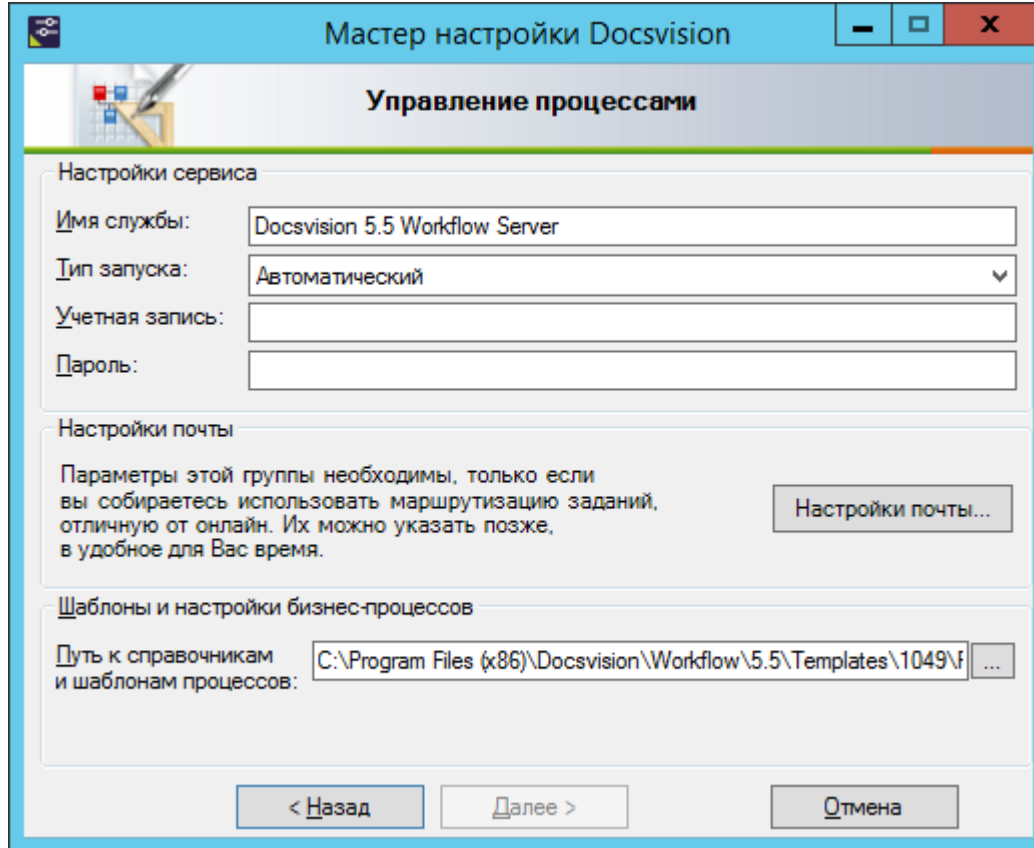 Мастер настройки Docsvision
Управление процессами
Настройки сервиса
Имя службы:
Docsvision 5.5 Workflow Server
Тип запуска:
Автоматический
Учетная запись:
Пароль:
Настройки почты
Параметры этой группы необходимы, только если
вы собираетесь использовать маршрутизацию заданий,
отличную от онлайн. Их можно указать позже,
в удобное для Вас время.
Настройки почты...
Шаблоны и настройки бизнес-процессов
Путь к справочникам
и шаблонам процессов:
C:\Program Files (x86)\Docsvision\Workflow\5.5\Templates\1049\F
...
< Назад
Далее >
Отмена